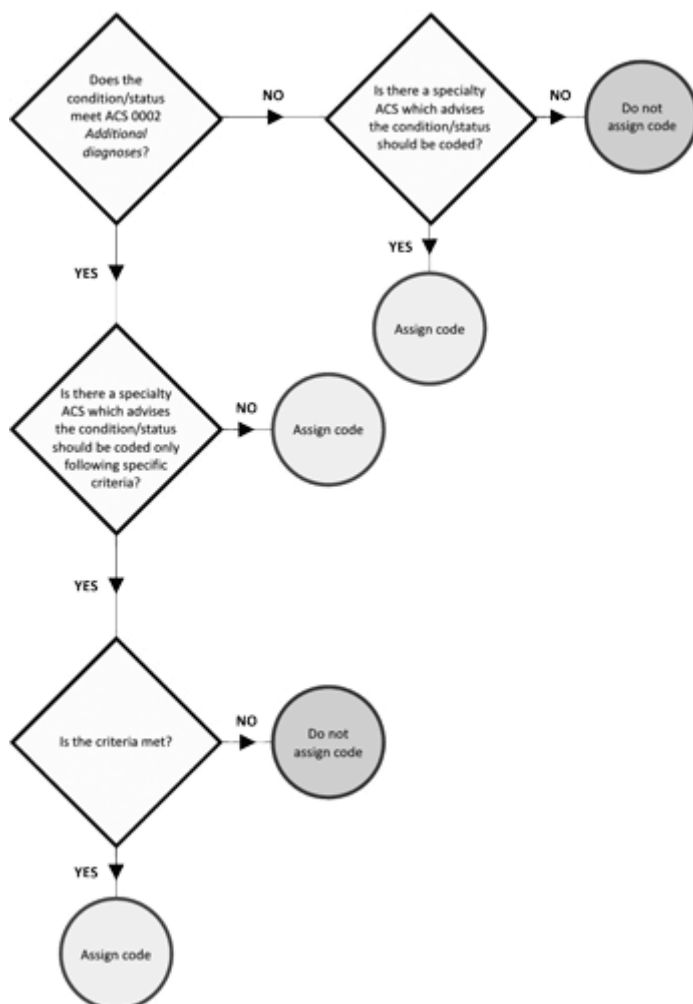 Does the
condition/status
meet ACS 0002
Additional
diagnoses?
NO
Is there a specialty
ACS which advises
the condition/status
should be coded?
NO
Do not
assign code
YES
YES
Assign code
Is there a specialty
ACS which advises
the condition/status
should be coded only
following specific
criteria?
NO
Assign code
YES
Is the criteria met?
NO
Do not
assign code
YES
Assign code